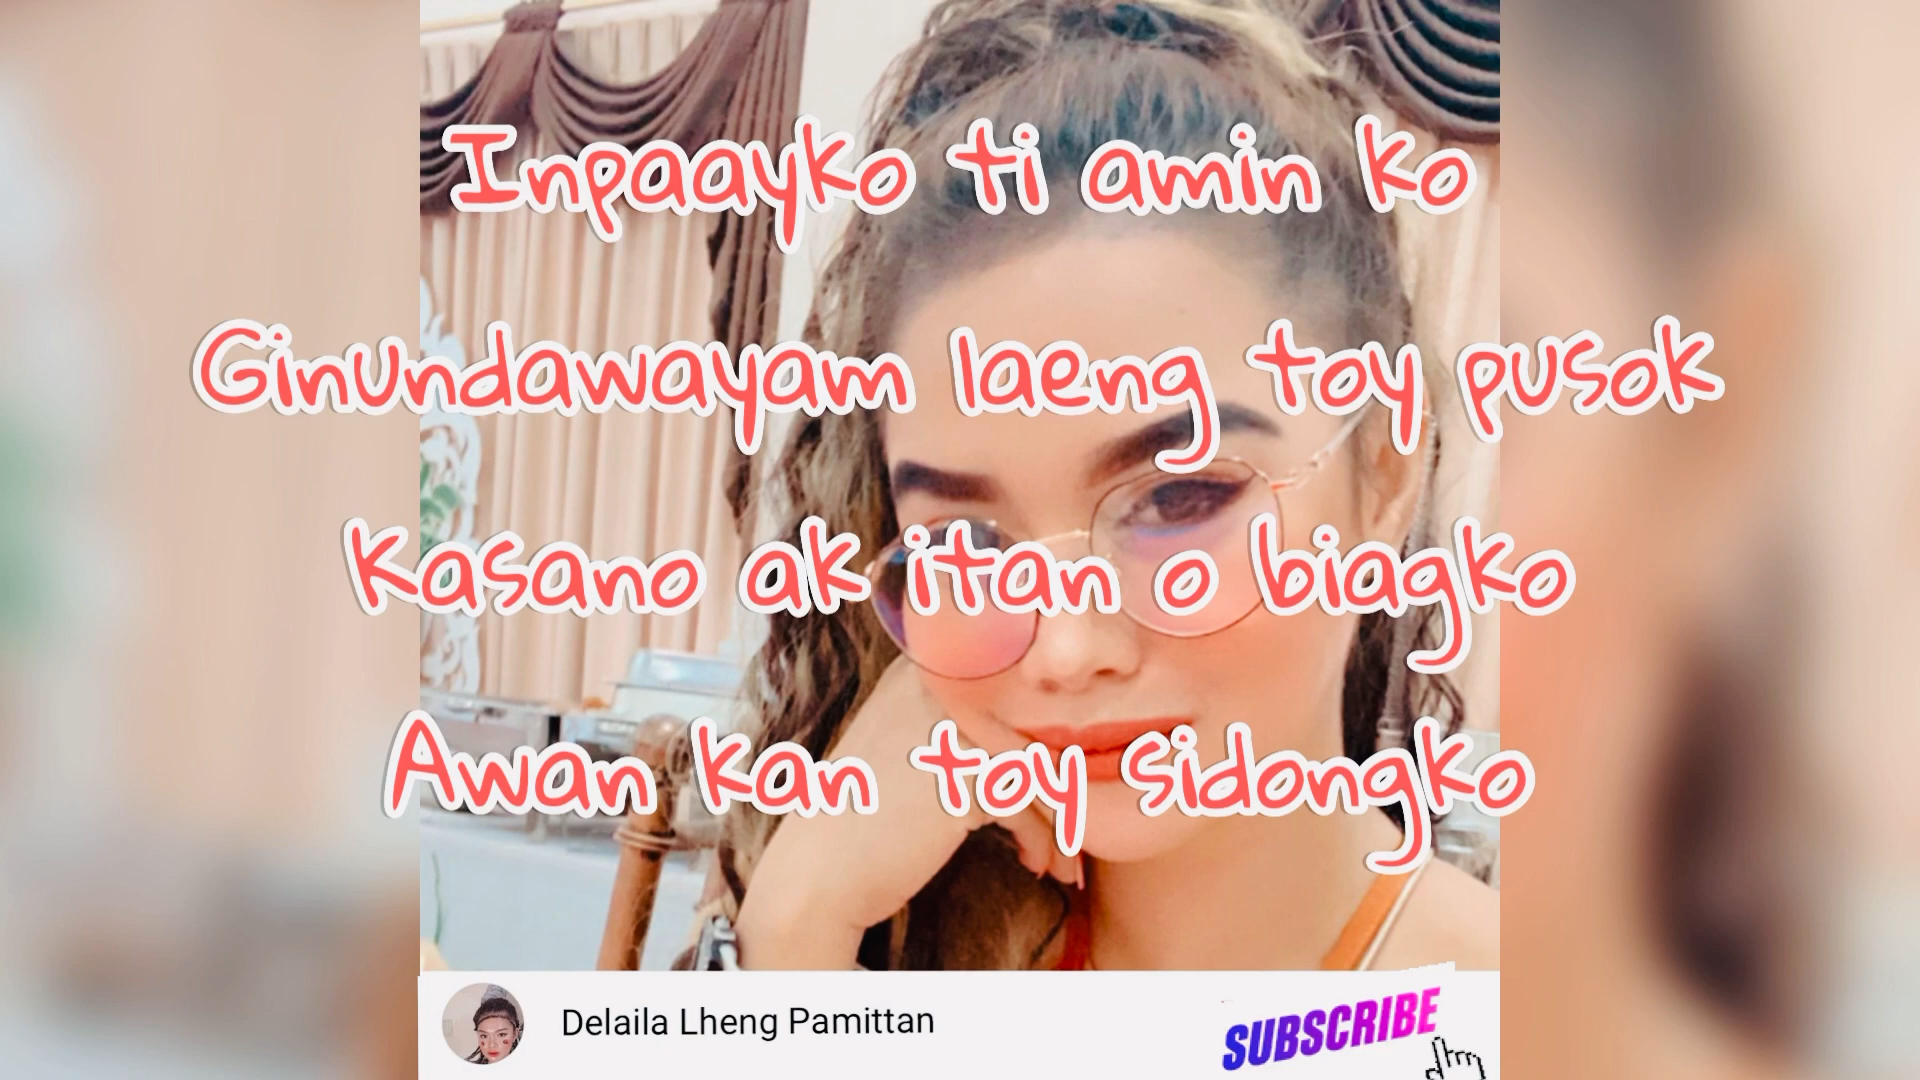 Inpaayko ti amin ko
Ginundawayam laeng toy pusok
Kasano ak itan o biagko
Awan kan toy sidongko
Delaila Lheng Pamittan
SUBSCRIBE